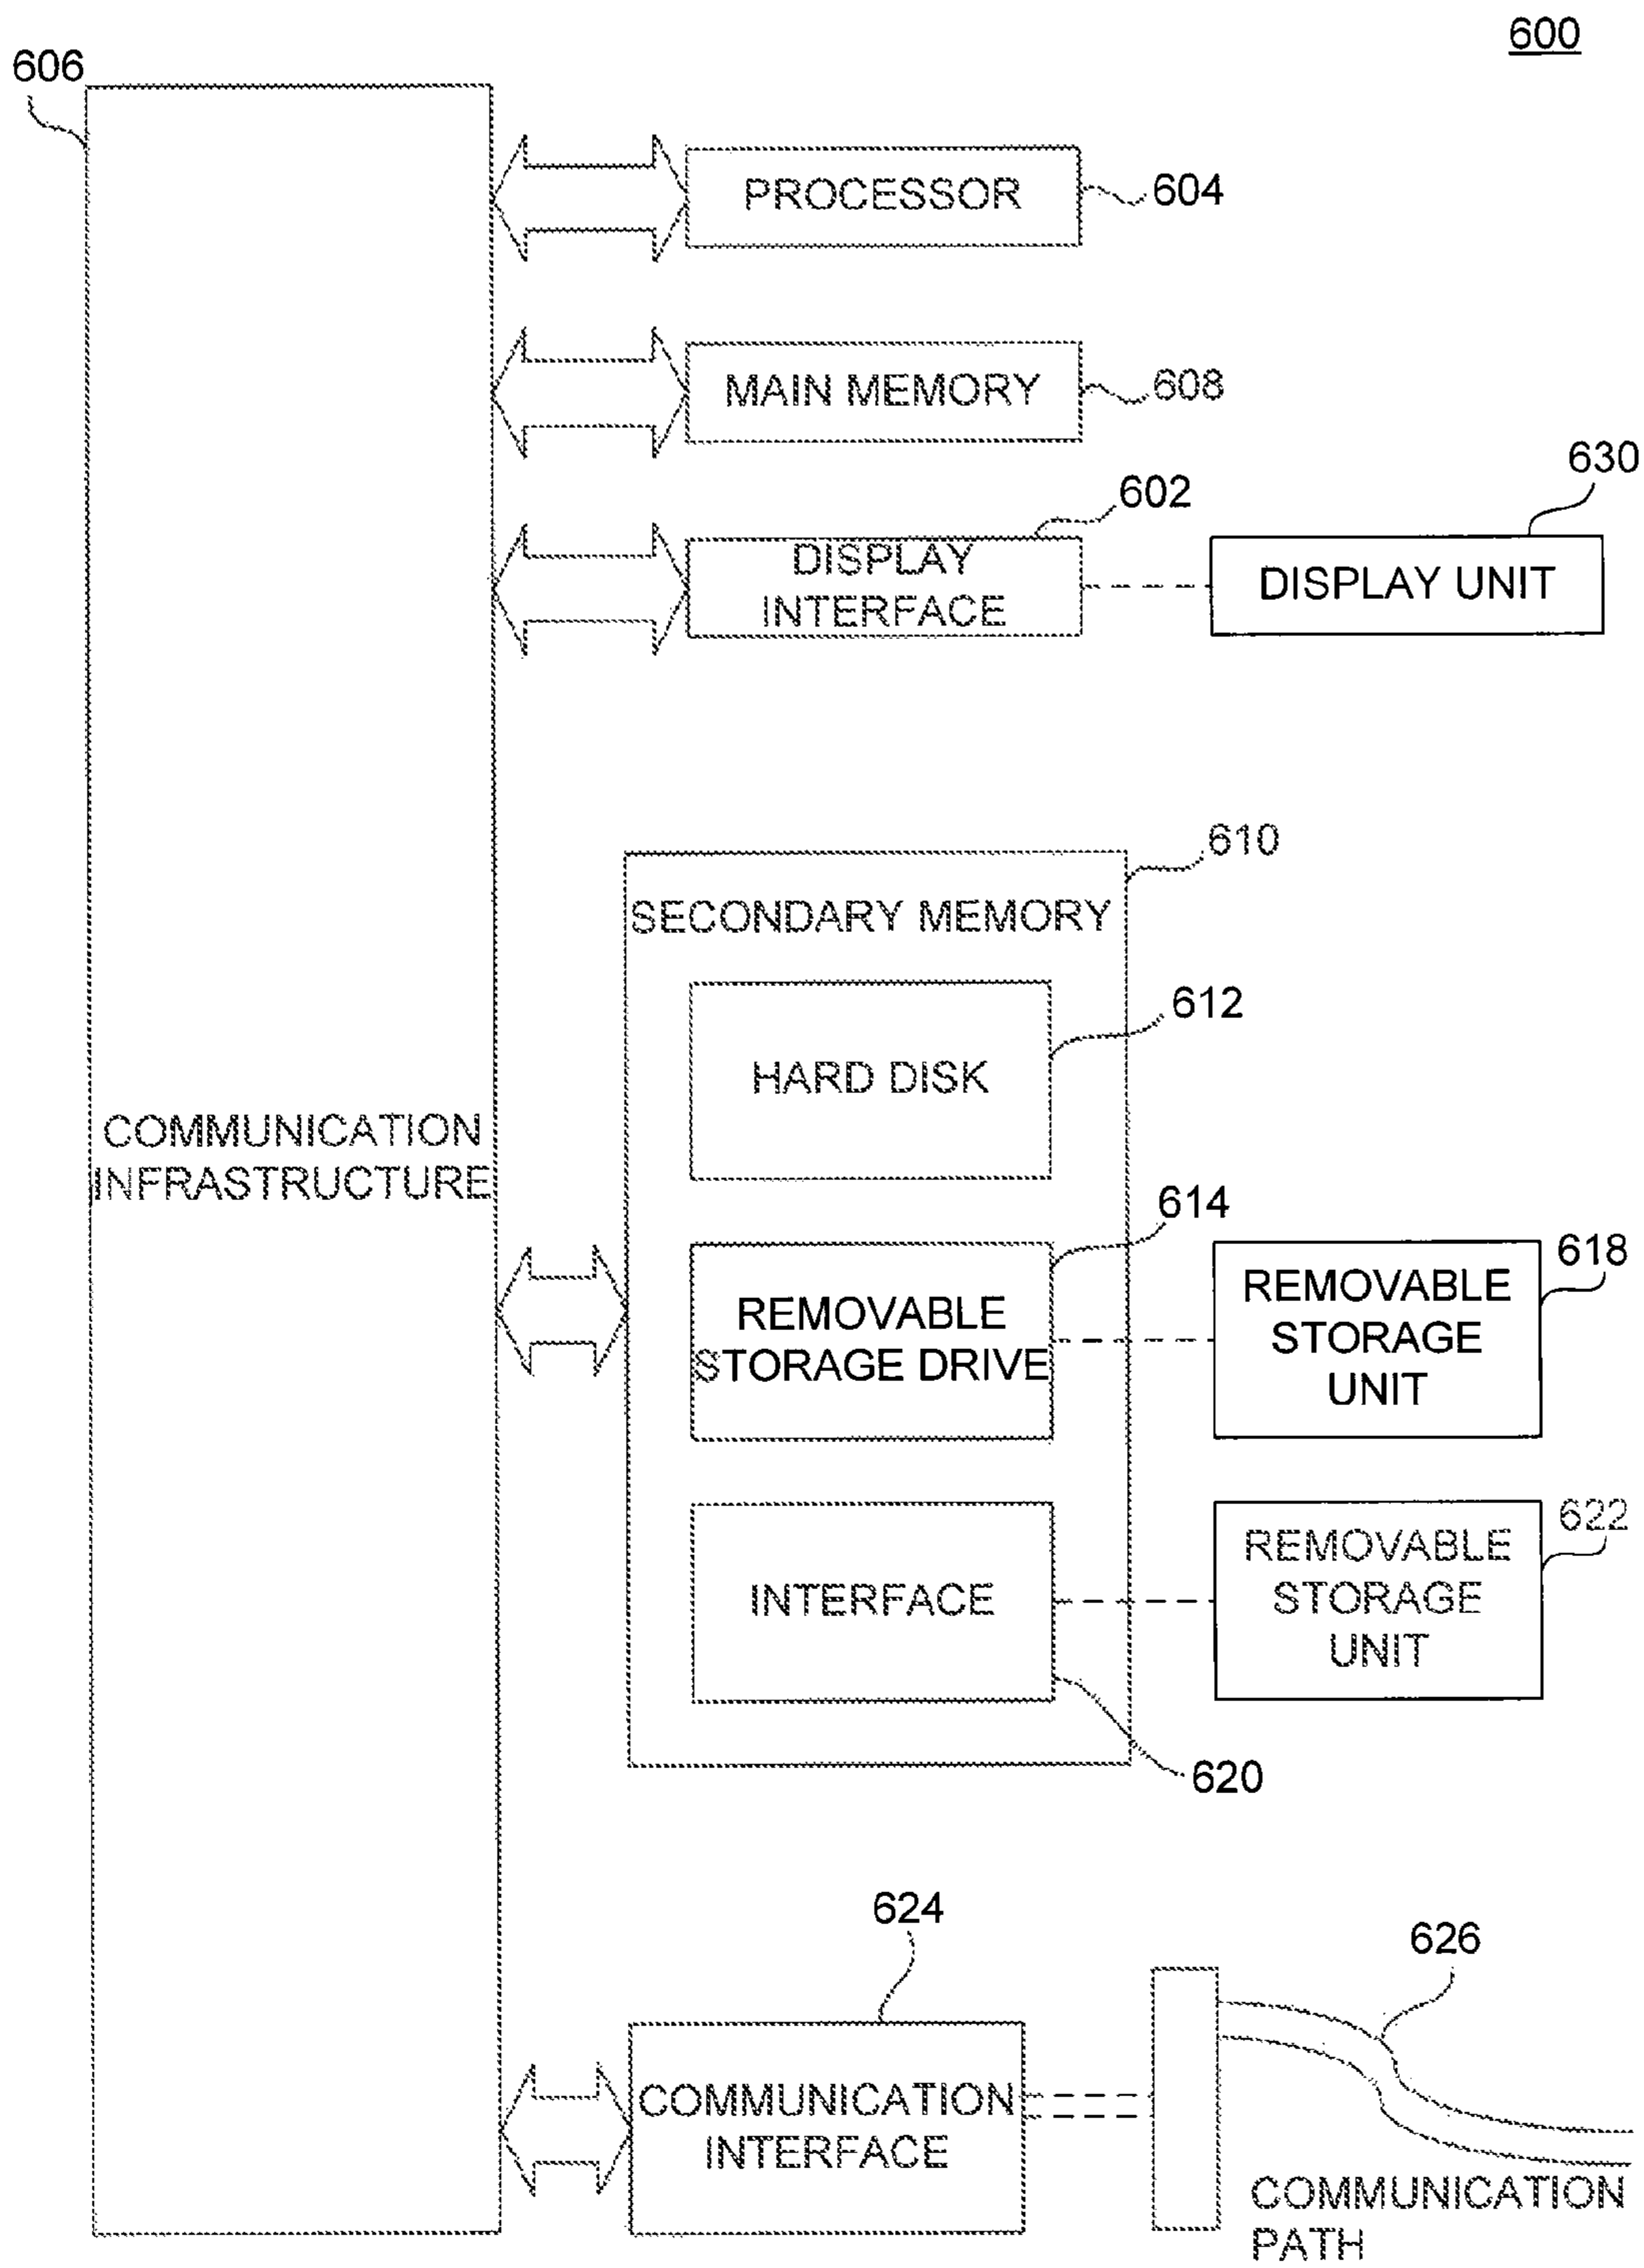 600
606
PROCESSOR
604
MAIN MEMORY
608
630
602
DISPLAY
INTERFACE
DISPLAY UNIT
610
SECONDARY MEMORY
612
HARD DISK
COMMUNICATION
INFRASTRUCTURE
614
618
REMOVABLE
STORAGE DRIVE
REMOVABLE
STORAGE
UNIT
622
INTERFACE
REMOVABLE
STORAGE
UNIT
620
624
626
COMMUNICATION
INTERFACE
COMMUNICATION
PATH